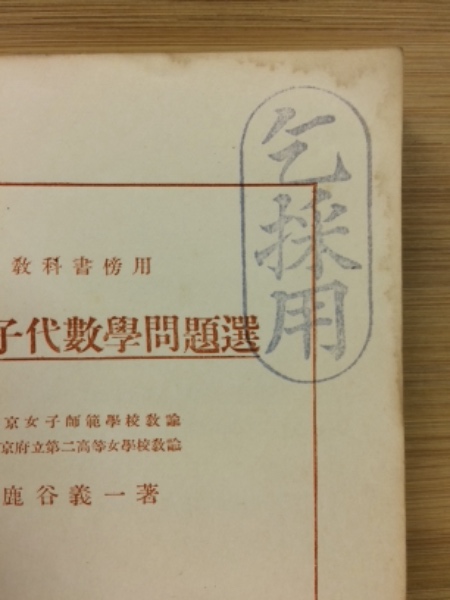 乞採用
教科書傍用
子代數學問題選
京女子師範學校教諭
京府立第二高等女學校教諭
鹿谷義一著